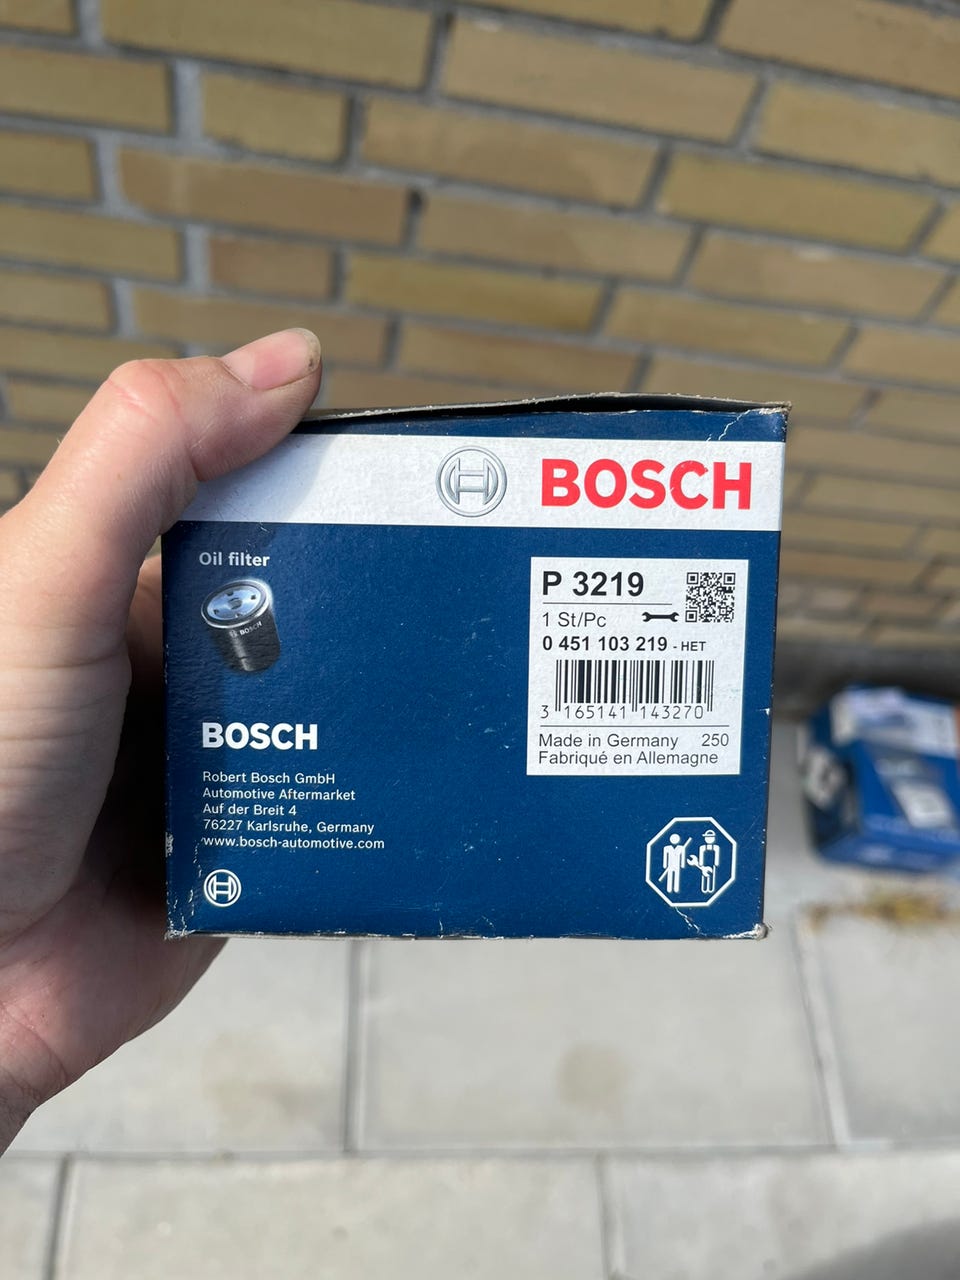 BOSCH
Oil filter
BOSCH
P 3219
1 St/Pc
0 451 103 219 - HET
3 165141 143270
Made in Germany 250
Fabriqué en Allemagne
BOSCH
Robert Bosch GmbH
Automotive Aftermarket
Auf der Breit 4
76227 Karlsruhe, Germany
www.bosch-automotive.com